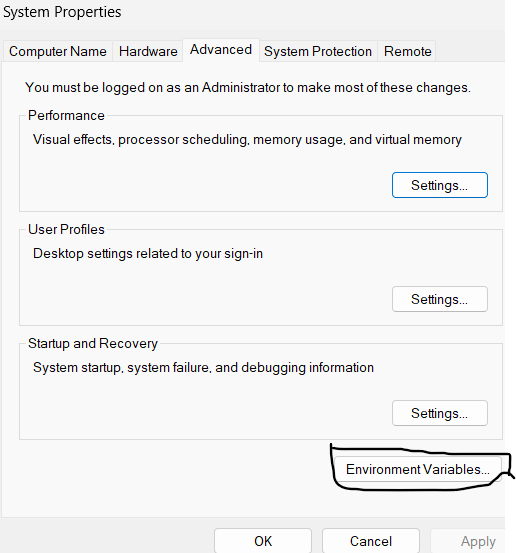 System Properties
Computer Name Hardware Advanced System Protection Remote
You must be logged on as an Administrator to make most of these changes.
Performance
Visual effects, processor scheduling, memory usage, and virtual memory
Settings...
User Profiles
Desktop settings related to your sign-in
Settings...
Startup and Recovery
System startup, system failure, and debugging information
Settings...
Environment Variables...
OK Cancel Apply